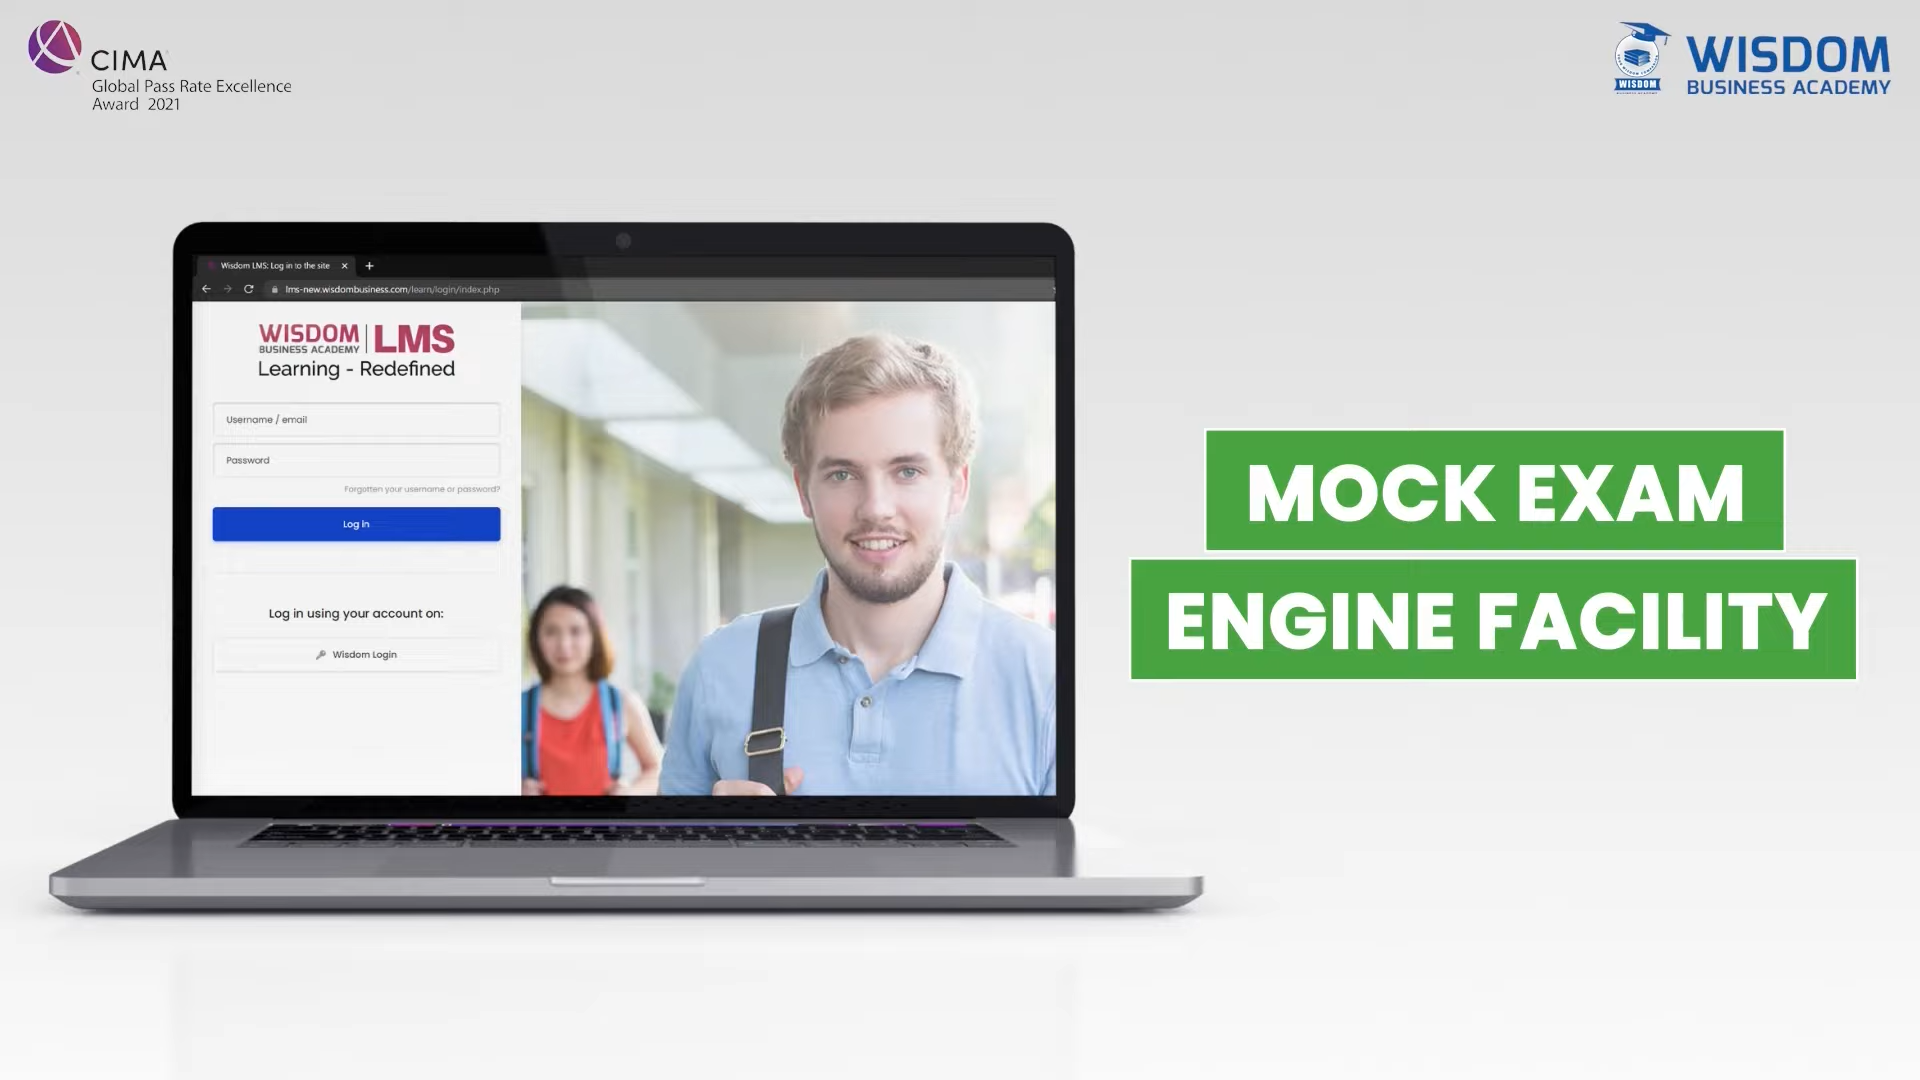 CIMA
Global Pass Rate Excellence
Award 2021
WISDOM
WISDOM
BUSINESS ACADEMY
Wisdom LMS: Log in to the site
lms-new.wisdombusiness.com/learn/login/index.php
WISDOM
BUSINESS ACADEMY
LMS
Learning - Redefined
Username / email
Password
Forgotten your username or password?
Log in
Log in using your account on:
Wisdom Login
MOCK EXAM
ENGINE FACILITY